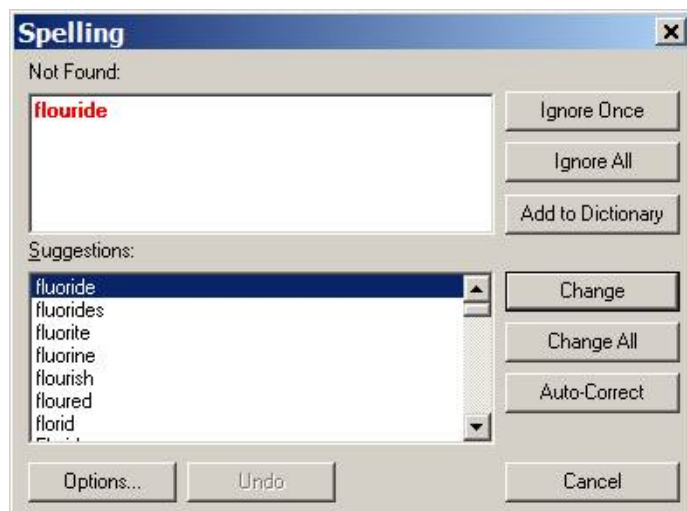 Spelling
Not Found:
flouride
Ignore Once
Ignore All
Add to Dictionary
Suggestions:
fluoride
fluorides
fluorite
fluorine
flourish
floured
florid
Change
Change All
Auto-Correct
Options...
Undo
Cancel